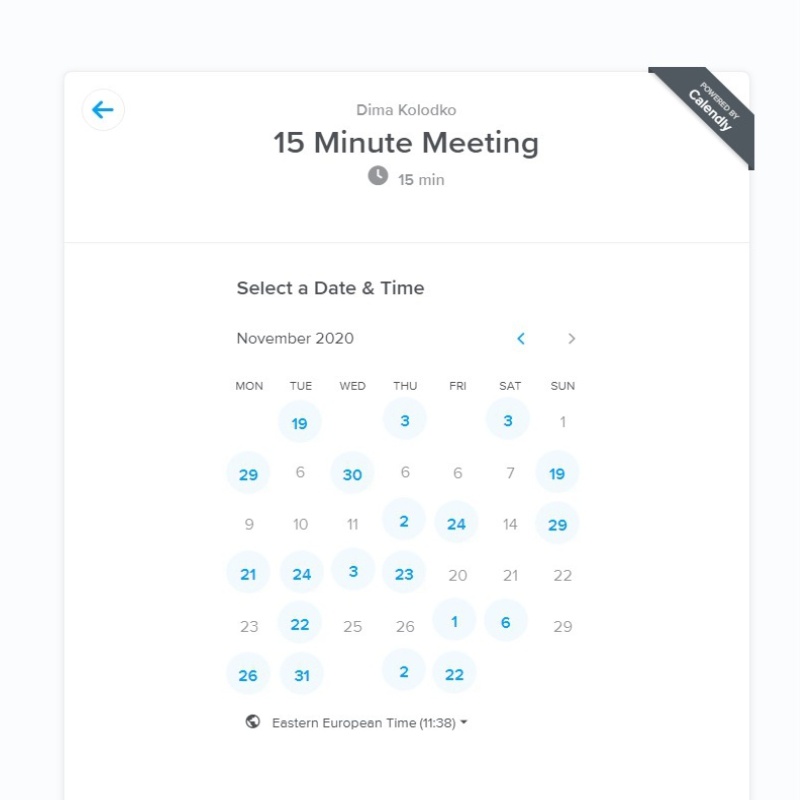 POWERED BY
Calendly
Dima Kolodko
15 Minute Meeting
15 min
Select a Date & Time
November 2020
MON TUE WED THU FRI SAT SUN
19 3 3 1
29 6 30 6 6 7 19
9 10 11 2 24 14 29
21 24 3 23 20 21 22
23 22 25 26 1 6 29
26 31 2 22
Eastern European Time (11:38)